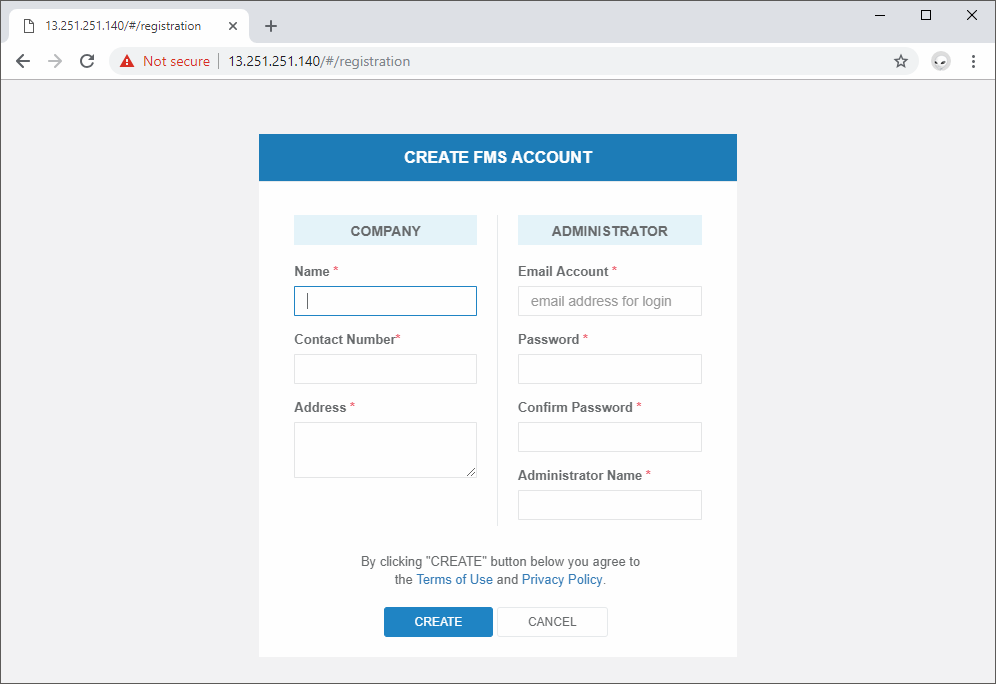 13.251.251.140/#/registration
Not secure
13.251.251.140/#/registration
CREATE FMS ACCOUNT
COMPANY
Name *
Contact Number*
Address *
ADMINISTRATOR
Email Account *
email address for login
Password *
Confirm Password *
Administrator Name *
By clicking "CREATE" button below you agree to
the Terms of Use and Privacy Policy.
CREATE
CANCEL